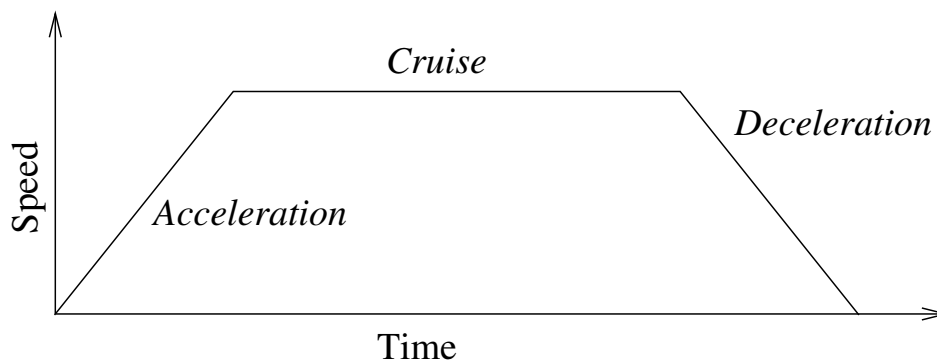 Cruise
Deceleration
Speed
Acceleration
Time